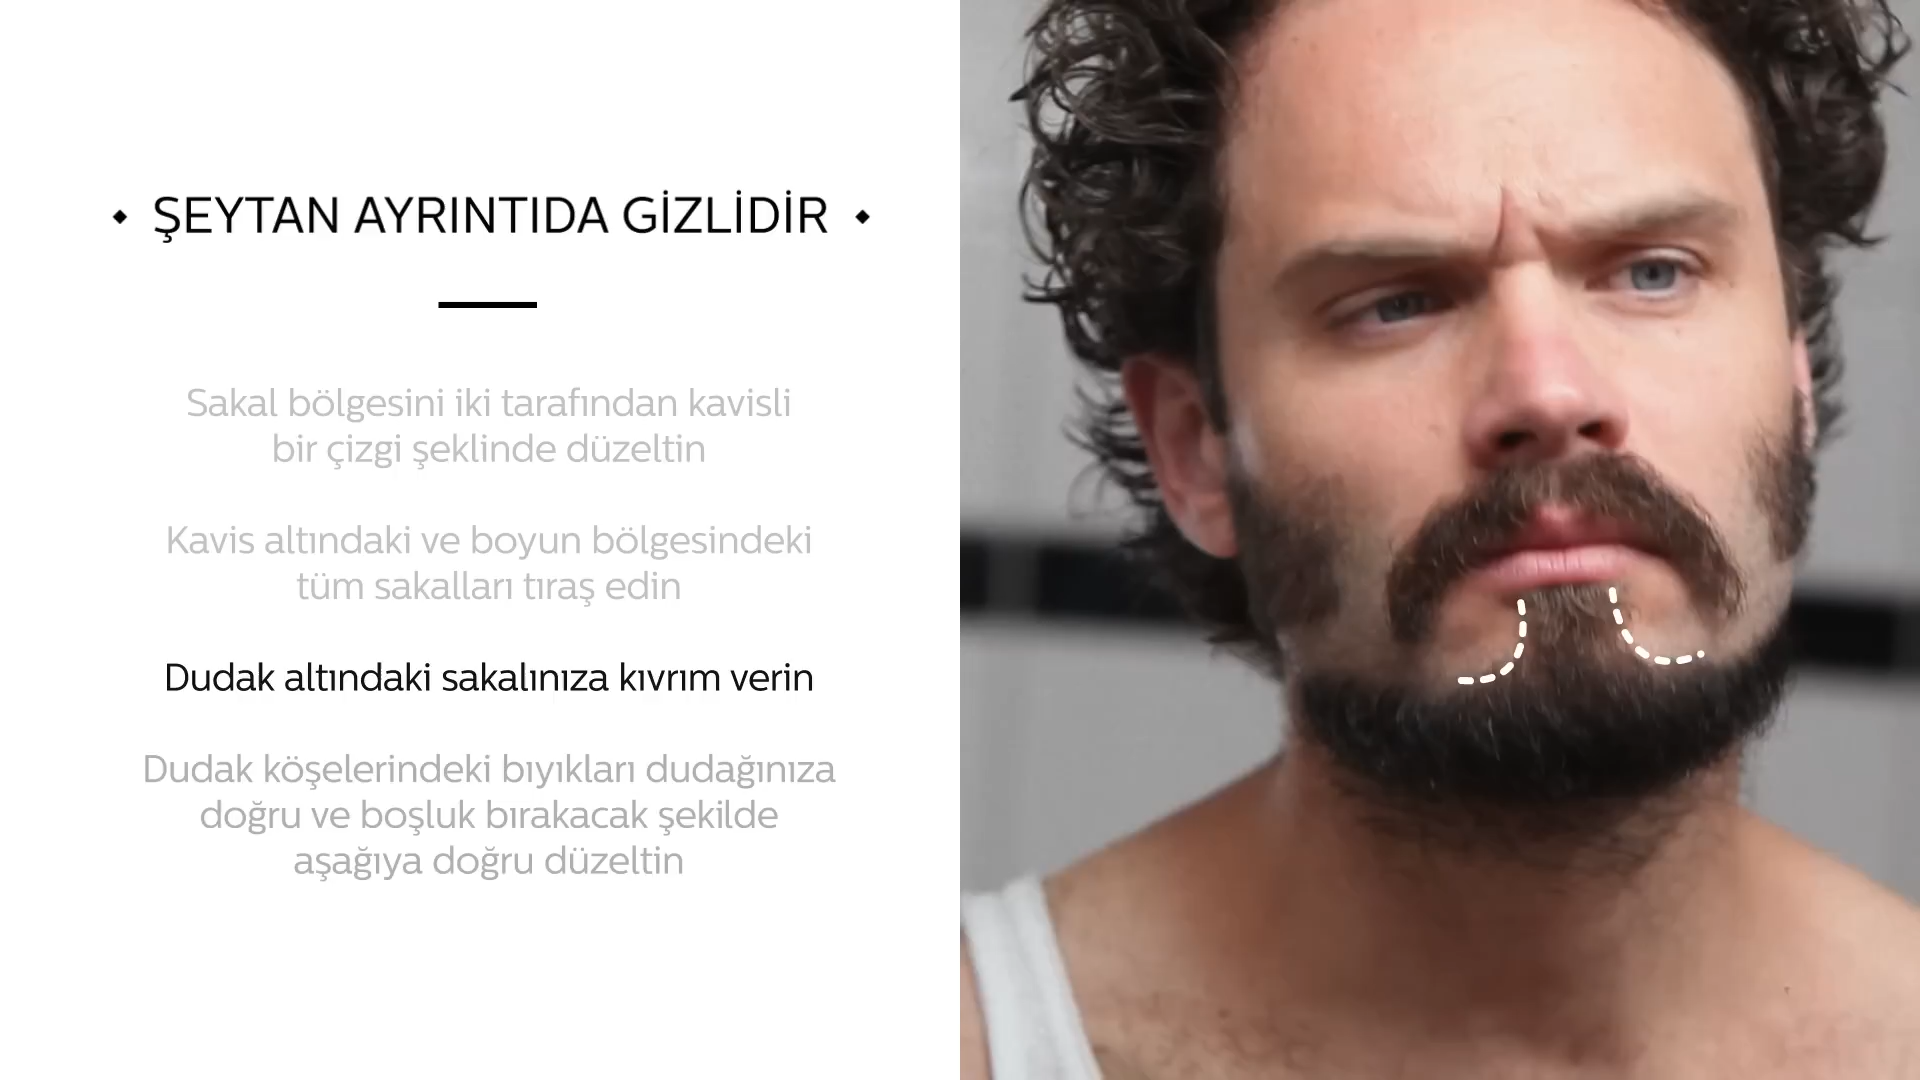 ŞEYTAN AYRINTIDA GİZLİDİR
Sakal bölgesini iki tarafından kavisli
bir çizgi şeklinde düzeltin
Kavis altındaki ve boyun bölgesindeki
tüm sakalları tıraş edin
Dudak altındaki sakalınıza kıvrım verin
Dudak köşelerindeki bıyıkları dudağınıza
doğru ve boşluk bırakacak şekilde
aşağıya doğru düzeltin